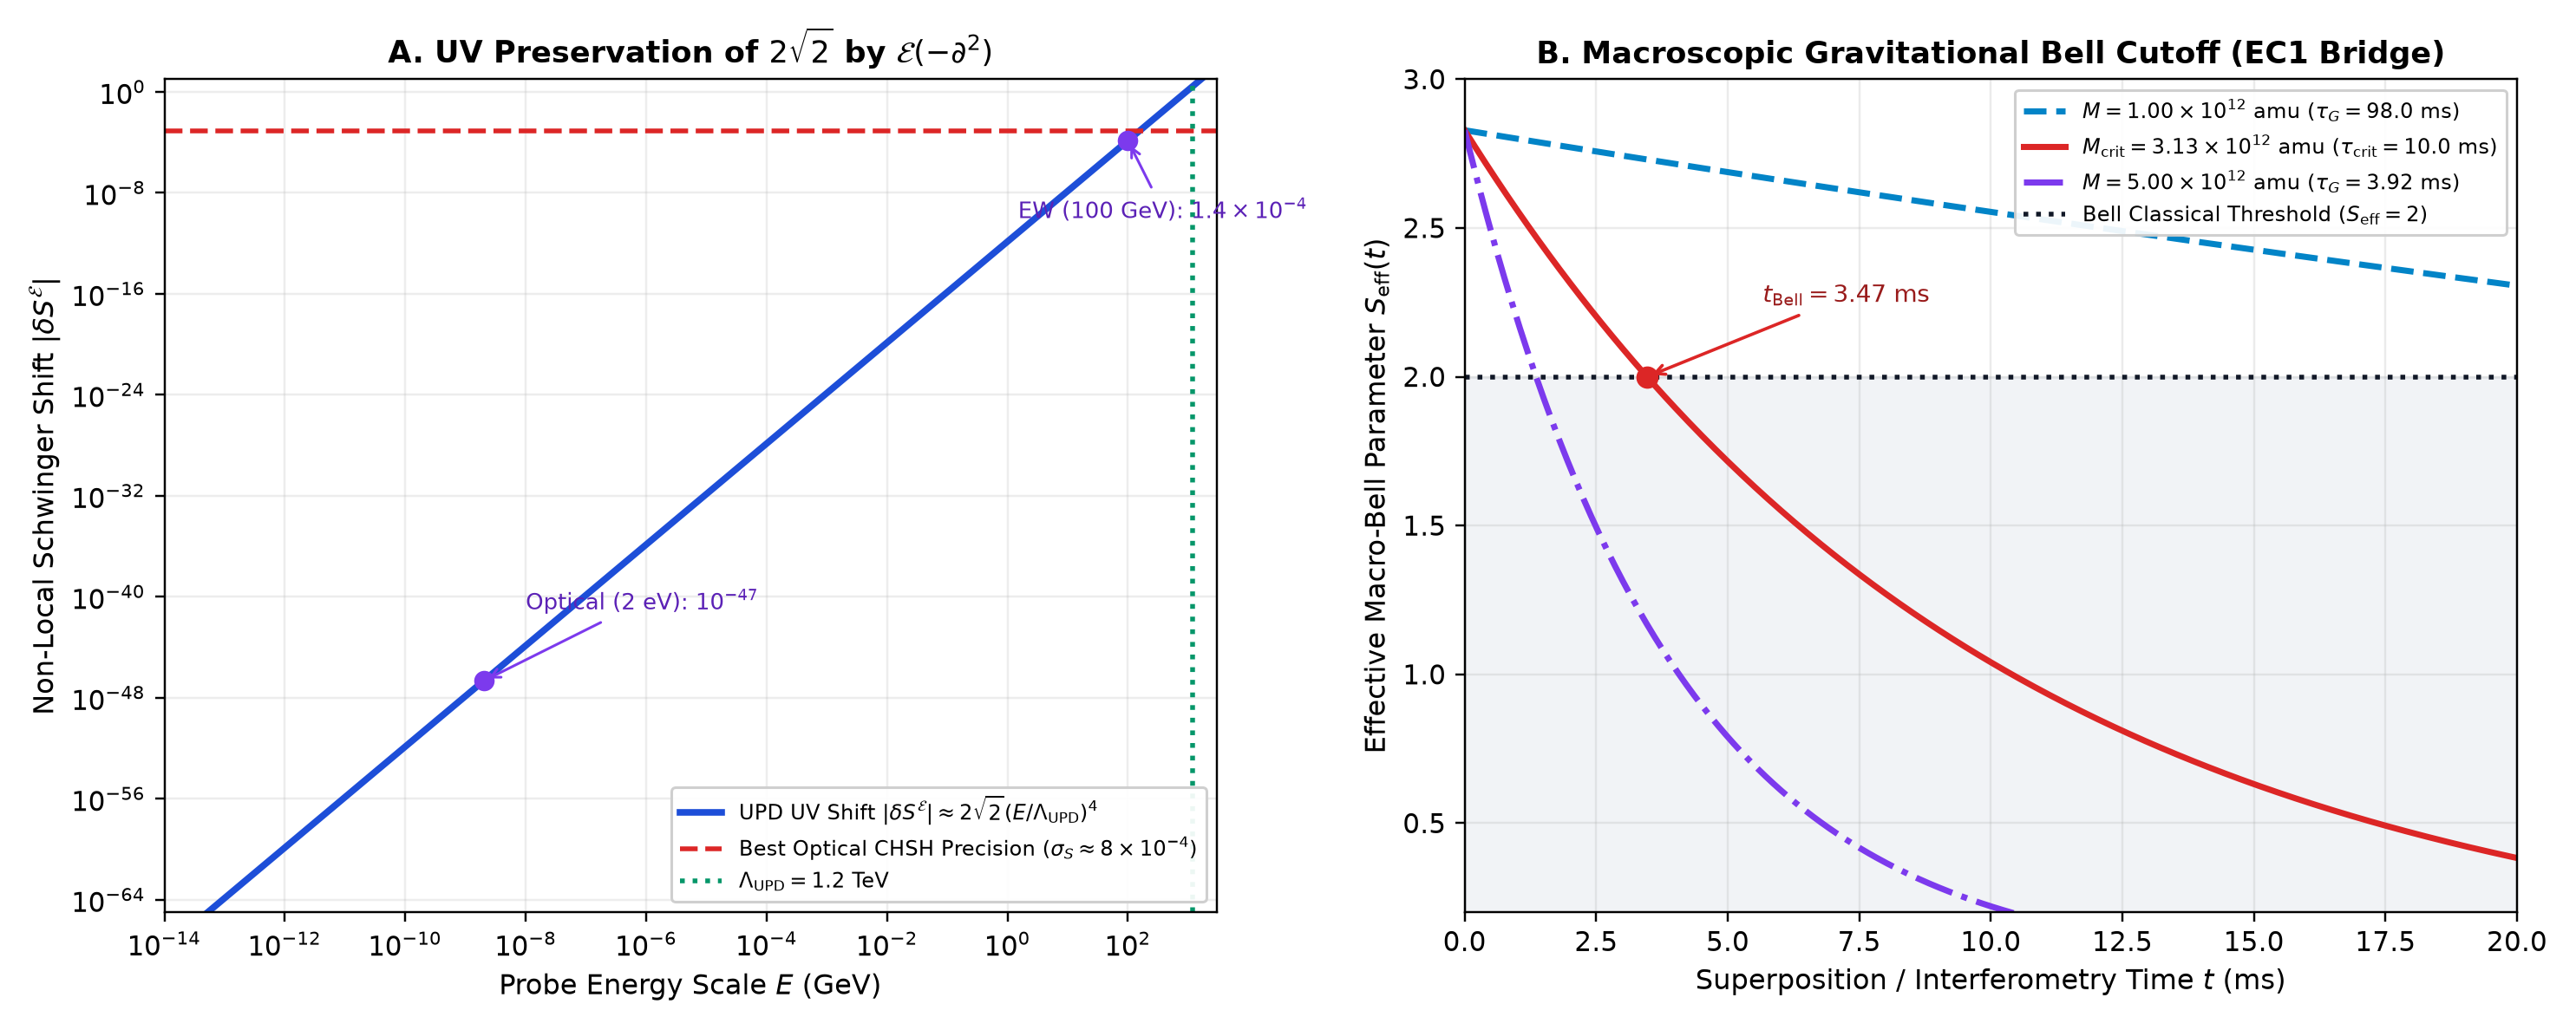 A. UV Preservation of 2√2 by ℰ(−∂²)
Non-Local Schwinger Shift |δS^ℰ|
10⁰
10⁻⁸
10⁻¹⁶
10⁻²⁴
10⁻³²
10⁻⁴⁰
10⁻⁴⁸
10⁻⁵⁶
10⁻⁶⁴
EW (100 GeV): 1.4 × 10⁻⁴
Optical (2 eV): 10⁻⁴⁷
UPD UV Shift |δS^ℰ| ≈ 2√2(E/Λ_UPD)⁴
Best Optical CHSH Precision (σ_S ≈ 8 × 10⁻⁴)
Λ_UPD = 1.2 TeV
10⁻¹⁴ 10⁻¹² 10⁻¹⁰ 10⁻⁸ 10⁻⁶ 10⁻⁴ 10⁻² 10⁰ 10²
Probe Energy Scale E (GeV)
B. Macroscopic Gravitational Bell Cutoff (EC1 Bridge)
Effective Macro-Bell Parameter S_eff(t)
3.0
2.5
2.0
1.5
1.0
0.5
M = 1.00 × 10¹² amu (τ_G = 98.0 ms)
M_crit = 3.13 × 10¹² amu (τ_crit = 10.0 ms)
M = 5.00 × 10¹² amu (τ_G = 3.92 ms)
Bell Classical Threshold (S_eff = 2)
t_Bell = 3.47 ms
0.0 2.5 5.0 7.5 10.0 12.5 15.0 17.5 20.0
Superposition / Interferometry Time t (ms)